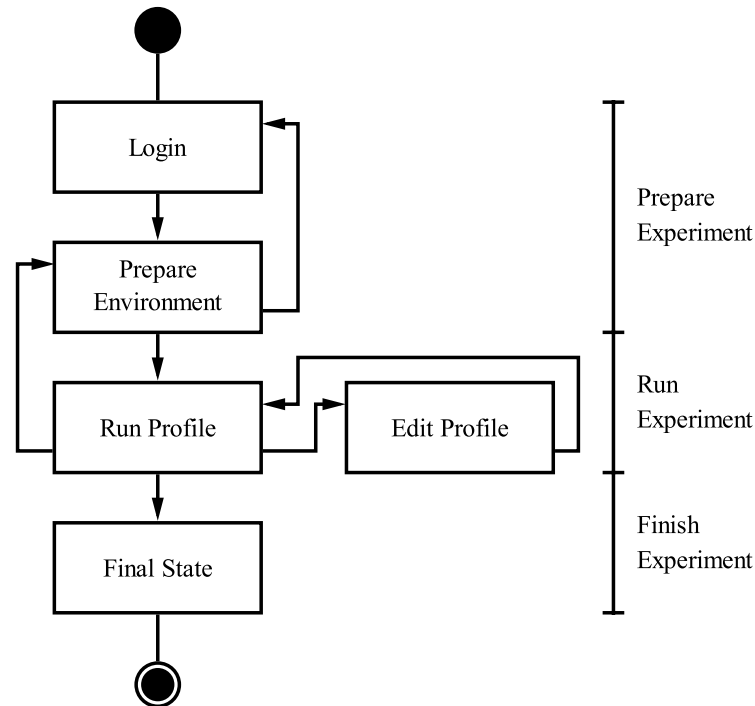 Login
Prepare
Environment
Run Profile
Edit Profile
Final State
Prepare
Experiment
Run
Experiment
Finish
Experiment